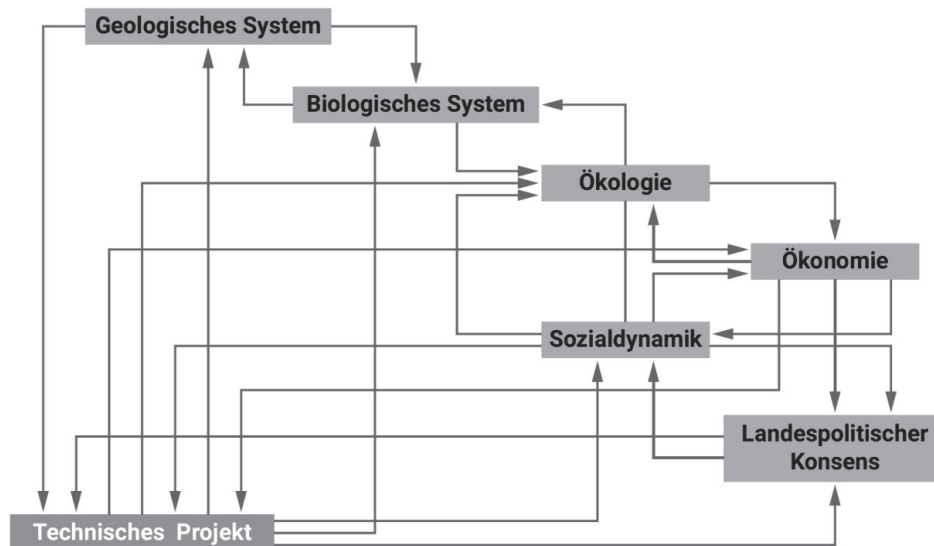 Geologisches System
Biologisches System
Ökologie
Ökonomie
Sozialdynamik
Landespolitischer
Konsens
Technisches Projekt